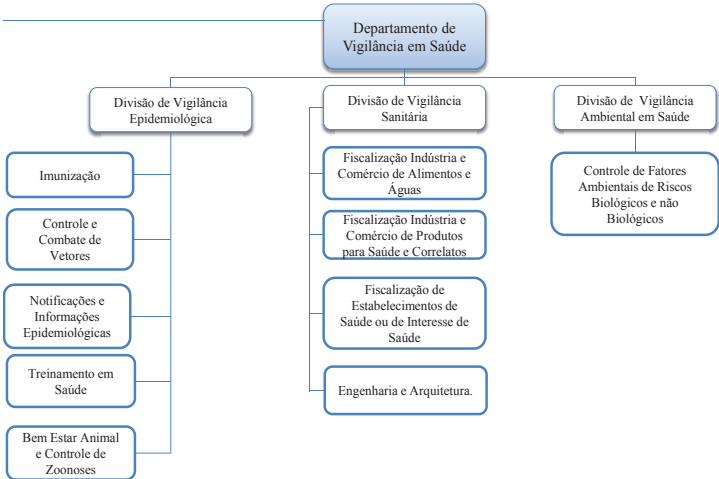 Departamento de
Vigilância em Saúde
Divisão de Vigilância
Epidemiológica
Imunização
Controle e
Combate de
Vetores
Notificações e
Informações
Epidemiológicas
Treinamento em
Saúde
Bem Estar Animal
e Controle de
Zoonoses
Divisão de Vigilância
Sanitária
Fiscalização Indústria e
Comércio de Alimentos e
Águas
Fiscalização Indústria e
Comércio de Produtos
para Saúde e Correlatos
Fiscalização de
Estabelecimentos de
Saúde ou de Interesse de
Saúde
Engenharia e Arquitetura.
Divisão de Vigilância
Ambiental em Saúde
Controle de Fatores
Ambientais de Riscos
Biológicos e não
Biológicos